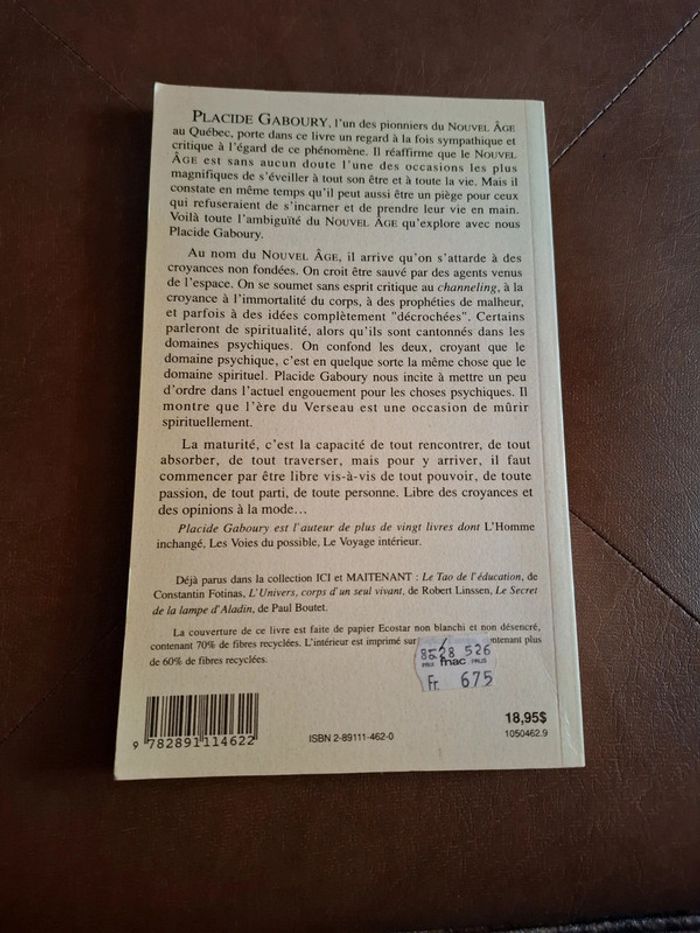 PLACIDE GABOURY, l'un des pionniers du NOUVEL ÂGE
au Québec, porte dans ce livre un regard à la fois sympathique et
critique à l'égard de ce phénomène. Il réaffirme que le NOUVEL
ÂGE est sans aucun doute l'une des occasions les plus
magnifiques de s'éveiller à tout son être et à toute la vie. Mais il
constate en même temps qu'il peut aussi être un piège pour ceux
qui refuseraient de s'incarner et de prendre leur vie en main.
Voilà toute l'ambiguïté du NOUVEL ÂGE qu'explore avec nous
Placide Gaboury.
Au nom du NOUVEL ÂGE, il arrive qu'on s'attarde à des
croyances non fondées. On croit être sauvé par des agents venus
de l'espace. On se soumet sans esprit critique au channeling, à la
croyance à l'immortalité du corps, à des prophéties de malheur,
et parfois à des idées complètement "décrochées". Certains
parleront de spiritualité, alors qu'ils sont cantonnés dans les
domaines psychiques. On confond les deux, croyant que le
domaine psychique, c'est en quelque sorte la même chose que le
domaine spirituel. Placide Gaboury nous incite à mettre un peu
d'ordre dans l'actuel engouement pour les choses psychiques. Il
montre que l'ère du Verseau est une occasion de mûrir
spirituellement.
La maturité, c'est la capacité de tout rencontrer, de tout
absorber, de tout traverser, mais pour y arriver, il faut
commencer par être libre vis-à-vis de tout pouvoir, de toute
passion, de tout parti, de toute personne. Libre des croyances et
des opinions à la mode...
Placide Gaboury est l'auteur de plus de vingt livres dont L'Homme
inchangé, Les Voies du possible, Le Voyage intérieur.
Déjà parus dans la collection ICI et MAITENANT : Le Tao de l'éducation, de
Constantin Fotinas, L'Univers, corps d'un seul vivant, de Robert Linssen, Le Secret
de la lampe d'Aladin, de Paul Boutet.
La couverture de ce livre est faite de papier Ecostar non blanchi et non désencré,
contenant 70% de fibres recyclées. L'intérieur est imprimé sur ntenant plus
de 60% de fibres recyclées.
8528 526
PRIX fnac PRIJS
Fr. 675
9 782891 114622
ISBN 2-89111-462-0
18,95$
1050462.9